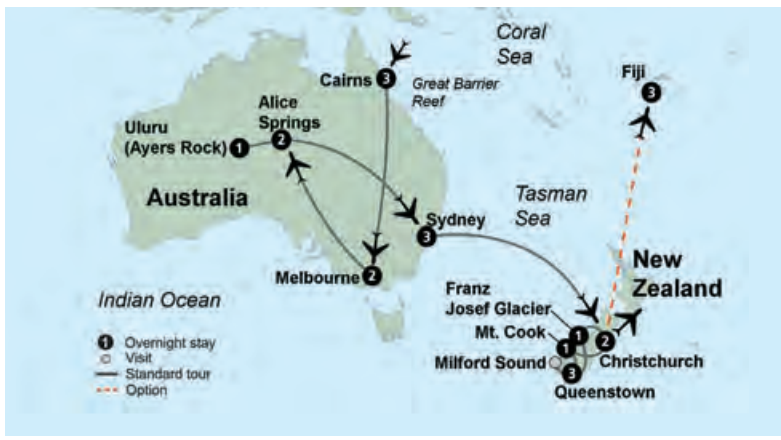 Coral
Sea
Cairns
3
Great Barrier
Reef
Fiji
3
Alice
Springs
2
Uluru
(Ayers Rock)
1
Australia
Tasman
Sea
Sydney
3
Melbourne
2
New
Zealand
Franz
Josef Glacier
1
Mt. Cook
1
2
Christchurch
Milford Sound
3
Queenstown
Indian Ocean
1 Overnight stay
Visit
Standard tour
Option